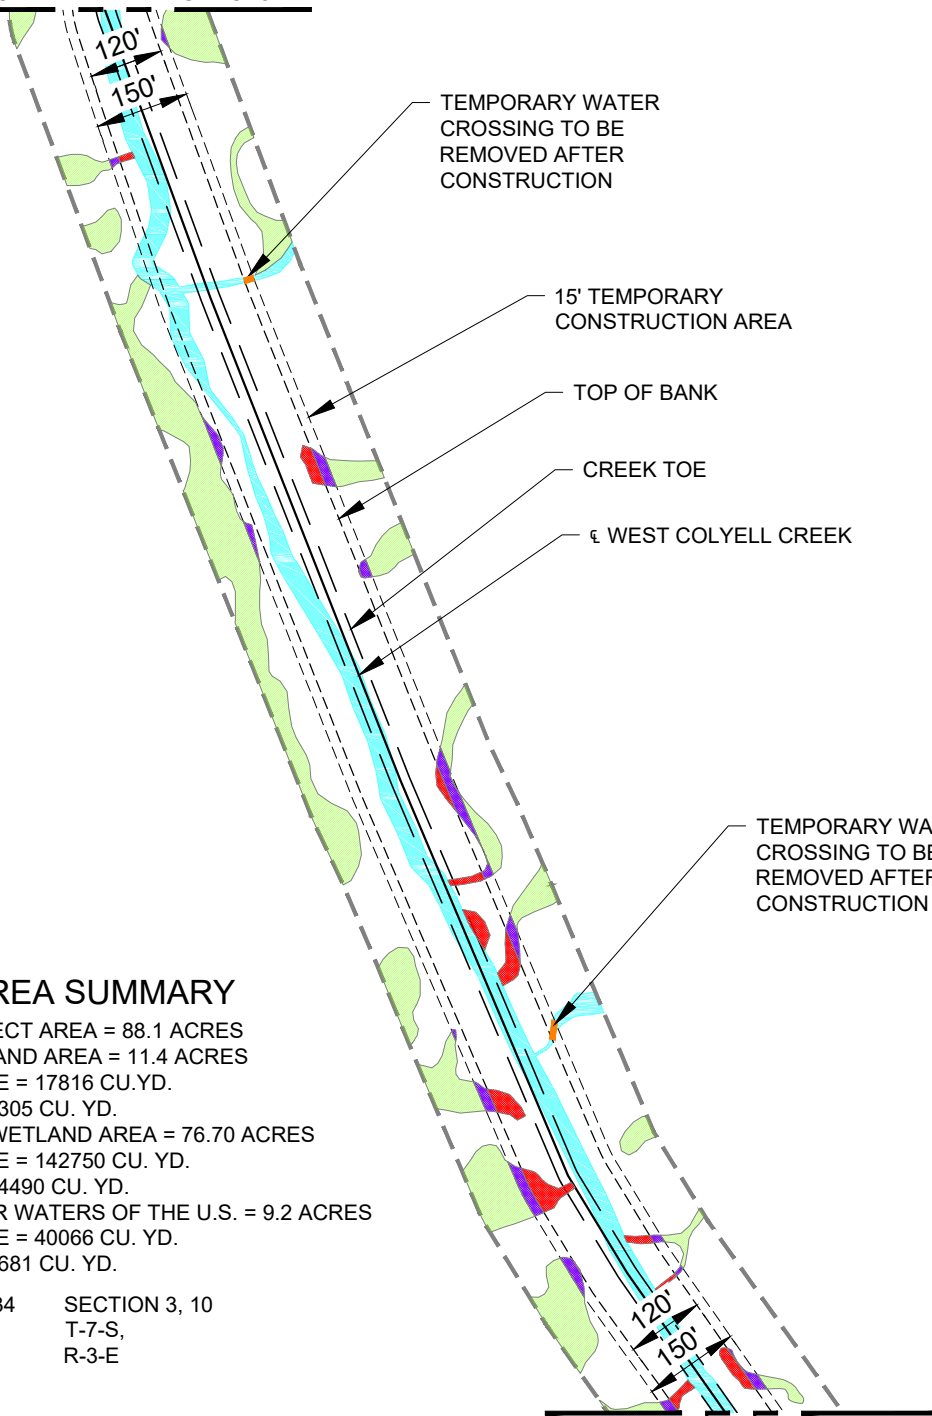 120'
150'
TEMPORARY WATER
CROSSING TO BE
REMOVED AFTER
CONSTRUCTION
15' TEMPORARY
CONSTRUCTION AREA
TOP OF BANK
CREEK TOE
℄ WEST COLYELL CREEK
TEMPORARY WA
CROSSING TO BE
REMOVED AFTER
CONSTRUCTION
REA SUMMARY
ECT AREA = 88.1 ACRES
AND AREA = 11.4 ACRES
E = 17816 CU.YD.
305 CU. YD.
WETLAND AREA = 76.70 ACRES
E = 142750 CU. YD.
4490 CU. YD.
R WATERS OF THE U.S. = 9.2 ACRES
E = 40066 CU. YD.
681 CU. YD.
34 SECTION 3, 10
T-7-S,
R-3-E
120'
150'